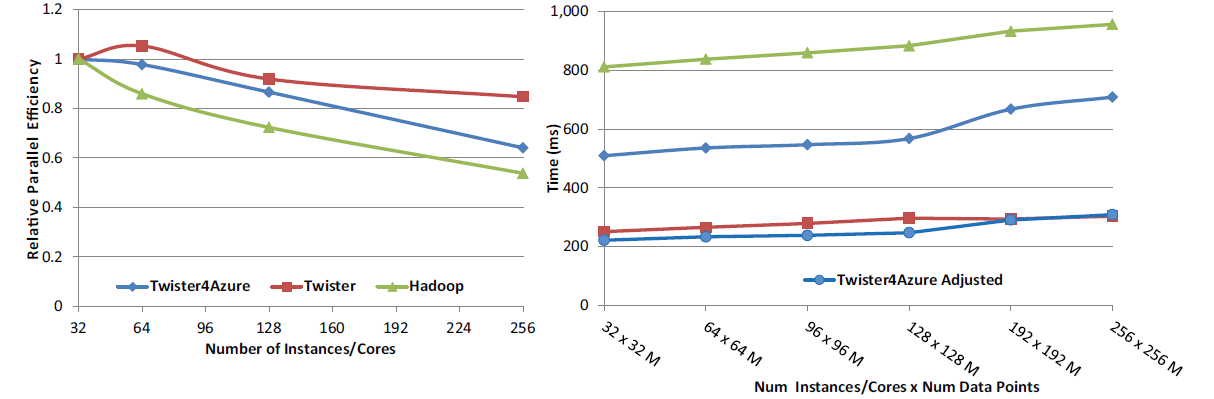 1.2
1
0.8
0.6
0.4
0.2
0
Relative Parallel Efficiency
Twister4Azure Twister Hadoop
32 64 96 128 160 192 224 256
Number of Instances/Cores
1,000
800
600
400
200
0
Time (ms)
Twister4Azure Adjusted
32 x 32 M
64 x 64 M
96 x 96 M
128 x 128 M
192 x 192 M
256 x 256 M
Num Instances/Cores x Num Data Points